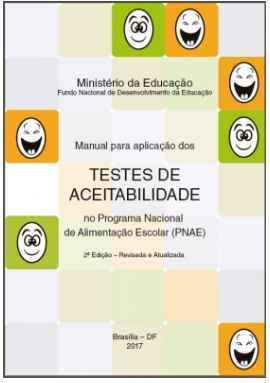 Ministério da Educação
Fundo Nacional de Desenvolvimento da Educação
Manual para aplicação dos
TESTES DE
ACEITABILIDADE
no Programa Nacional
de Alimentação Escolar (PNAE)
2ª Edição – Revisada e Atualizada
Brasília – DF
2017